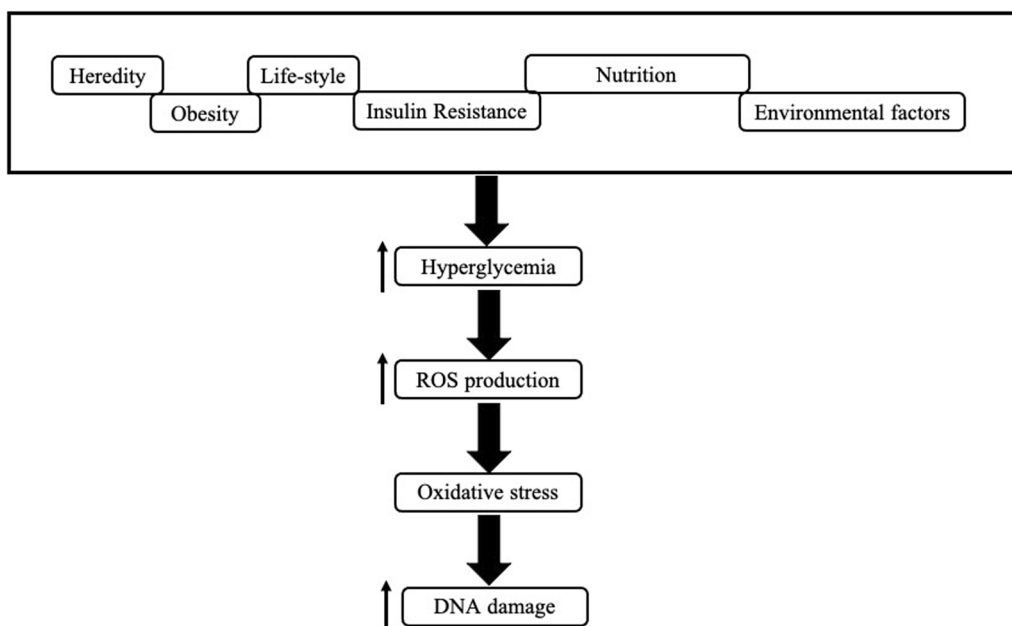 Heredity
Life-style
Nutrition
Obesity
Insulin Resistance
Environmental factors
Hyperglycemia
ROS production
Oxidative stress
DNA damage